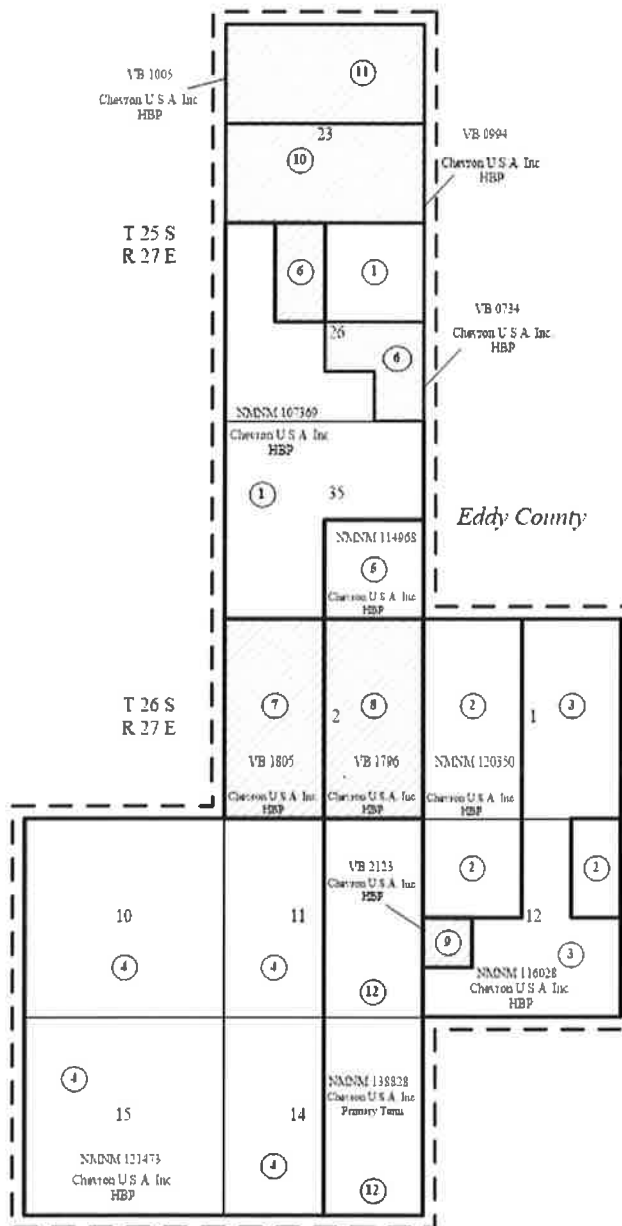 VB 1005
Chevron U S A Inc
HBP
11
23
10
VB 0994
Chevron U S A Inc
HBP
T 25 S
R 27 E
6
1
26
6
VB 0734
Chevron U S A Inc
HBP
NMNM 107369
Chevron U S A Inc
HBP
1
35
Eddy County
NMNM 114968
5
Chevron U S A Inc
HBP
T 26 S
R 27 E
7
VB 1805
Chevron U S A Inc
HBP
2
8
VB 1796
Chevron U S A Inc
HBP
2
NMNM 120350
Chevron U S A Inc
HBP
1
3
10
4
11
4
VB 2123
Chevron U S A Inc
HBP
12
2
2
12
9
3
NMNM 116028
Chevron U S A Inc
HBP
4
15
NMNM 121473
Chevron U S A Inc
HBP
14
4
NMNM 138828
Chevron U S A Inc
Primary Term
12